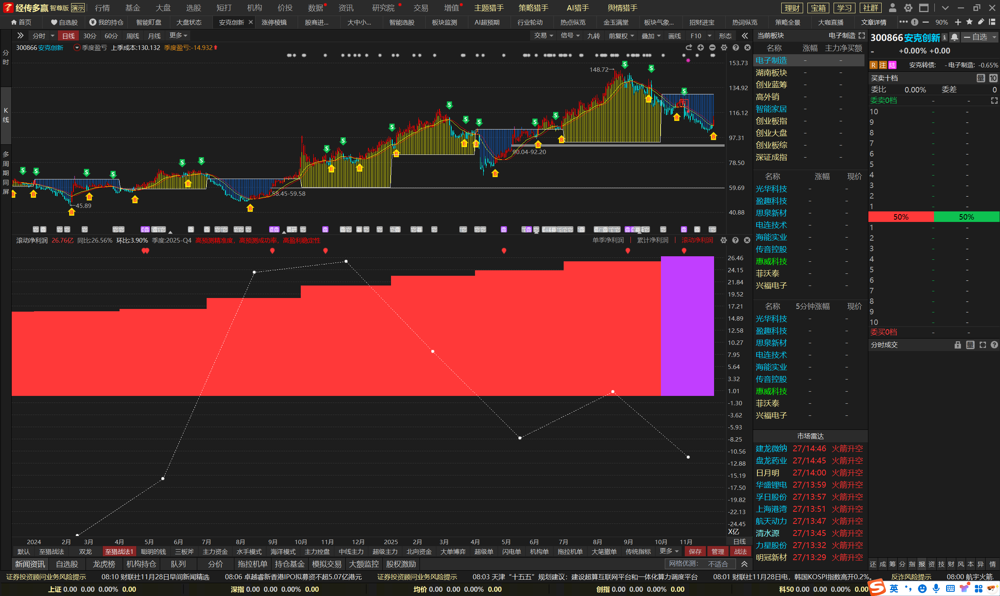 经传多赢 智尊版 演示 行情 基金 大盘 选股 短打 机构 价投 数据 资讯 研究院 交易 增值 主题猎手 策略猎手 AI猎手 舆情猎手 理财 宝箱 学习 社群
首页 自选股 我的持仓 智能盯盘 大盘状态 安克创新 涨停棱镜 股商进... 大中小... 智能选股 板块监测 AI超预期 行业轮动 热点纵览 金玉满堂 板块气象... 招财进宝 热词纵览 策略全景 大咖直播 文章详情 90%
分时 日线 30分 60分 周线 月线 更多 交易 信号 九转 前复权 叠加 画线 F10 形态
分时
K线
多周期同屏
300866 安克创新 季度盈亏 上季成本:130.132 季度盈亏:-14.932
153.73
148.72
134.92
116.12
97.31
90.04-92.20
78.50
59.69
58.45-59.58
45.89
40.88
滚动净利润 26.76亿 同比:26.56% 环比:3.90% 季度:2025-Q4 高预测精准度，高预测成功率，高盈利稳定性 单季净利润 累计净利润 滚动净利润
26.46
24.15
21.84
19.52
17.21
14.89
12.58
10.27
7.95
5.64
3.32
1.01
-1.30
-3.62
-5.93
-8.25
-10.56
-12.88
-15.19
-17.50
-19.82
-22.13
-24.45
X亿
2024 2月 3月 4月 5月 6月 7月 8月 9月 10月 11月 12月 2025 2月 3月 4月 5月 6月 7月 8月 9月 10月 11月 日线
默认 至猎战法 双龙 至猎战法1 聪明的钱 三板斧 主力资金 水手模式 海洋模式 主力控盘 中线主力 超级主力 北向资金 大单博弈 超级单 闪电单 机构单 拖拉机单 大笔撤单 传统指标 更多 保存 管理 战法
新闻资讯 自选股 龙虎榜 机构持仓 队列 分价 拖拉机单 持仓基金 模拟交易 大额监控 股权激励 网格优测: 不适合
当前板块 电子制造
名称 涨幅 主力净买额
电子制造 - -
湖南板块 - -
创业蓝筹 - -
高外销 - -
智能家居 - -
创业板指 - -
创业大盘 - -
创业板综 - -
深证成指 - -
名称 涨幅 现价
光华科技 - -
盈趣科技 - -
思泉新材 - -
电连技术 - -
海能实业 - -
传音控股 - -
惠威科技 - -
菲沃泰 - -
兴福电子 - -
名称 5分钟涨幅 现价
光华科技 - -
盈趣科技 - -
思泉新材 - -
电连技术 - -
海能实业 - -
传音控股 - -
惠威科技 - -
菲沃泰 - -
兴福电子 - -
市场雷达
建龙微纳 27/14:46 火箭升空
盘龙药业 27/14:45 火箭升空
日月明 27/14:00 火箭升空
华盛锂电 27/13:59 火箭升空
孚日股份 27/13:57 火箭升空
上海港湾 27/13:51 火箭升空
航天动力 27/13:47 火箭升空
清水源 27/13:45 火箭升空
力星股份 27/13:32 火箭升空
明冠新材 27/13:29 火箭升空
300866 安克创新 自选
- +0.00% +0.00
R 注 陆 安克转债: - 电子制造: -0.65%
买卖十档 量 10
委比 0.00% 委差 0
委卖0档 - -
10 - -
9 - -
8 - -
7 - -
6 - -
5 - -
4 - -
3 - -
2 - -
1 - -
50% 50%
1 - -
2 - -
3 - -
4 - -
5 - -
6 - -
7 - -
8 - -
9 - -
10 - -
委买0档 - -
分时成交 量
还 成 筹 分 指 报 资 技 财 风 本 异 情
证券投资顾问业务风险提示 08:10 财联社11月28日早间新闻精选 08:06 卓越睿新香港IPO拟募资不超5.07亿港元 证券投资顾问业务风险提示 08:03 天津“十五五”规划建议：建设超算互联网平台和一体化算力调度平台 08:01 财联社11月28日电，韩国KOSPI指数高开0.2%。 反诈风险提示 08:00 航宇火箭
上证 0.00 0.00 0.00% 0.00 深指 0.00 0.00 0.00% 0.00 均价 0.00 0.00 0.00% 0.00 创指 0.00 0.00 0.00% 0.00 科50 0.00 0.00 0.00% 0.00 英